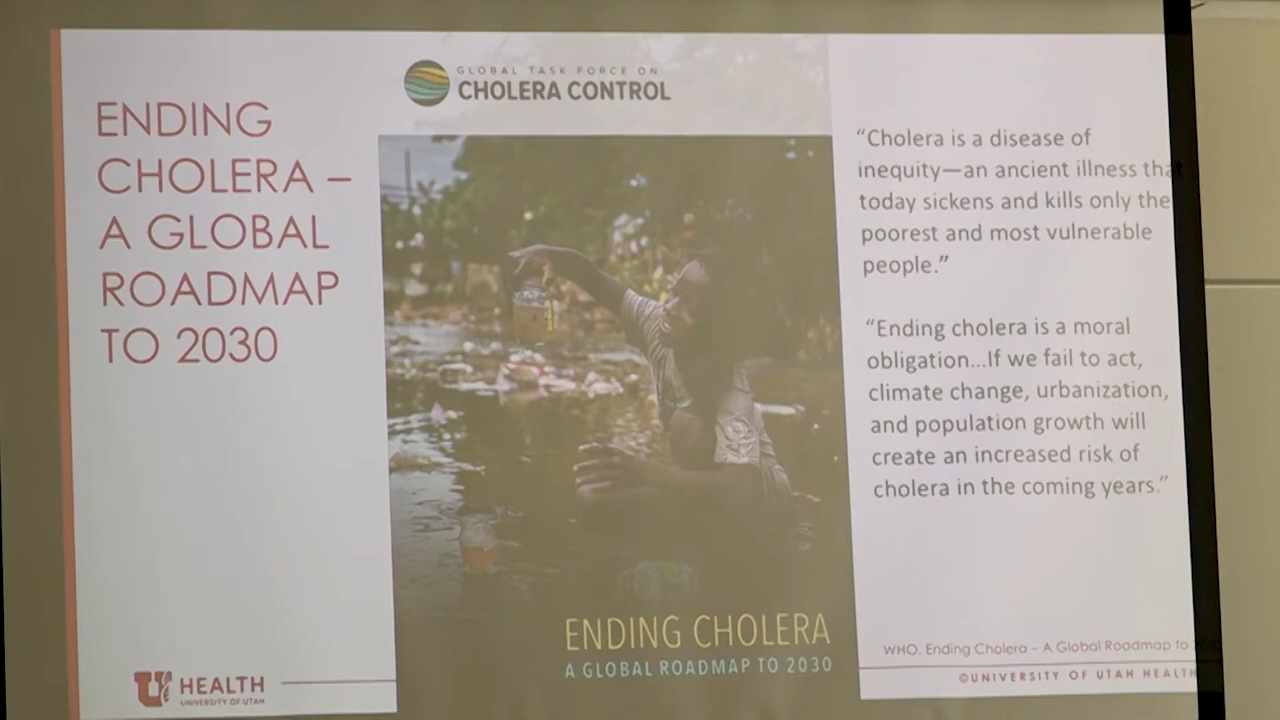 ENDING
CHOLERA –
A GLOBAL
ROADMAP
TO 2030
GLOBAL TASK FORCE ON
CHOLERA CONTROL
ENDING CHOLERA
A GLOBAL ROADMAP TO 2030
“Cholera is a disease of
inequity—an ancient illness that
today sickens and kills only the
poorest and most vulnerable
people.”
“Ending cholera is a moral
obligation...If we fail to act,
climate change, urbanization,
and population growth will
create an increased risk of
cholera in the coming years.”
WHO. Ending Cholera – A Global Roadmap to
©UNIVERSITY OF UTAH HEALTH
U HEALTH
UNIVERSITY OF UTAH